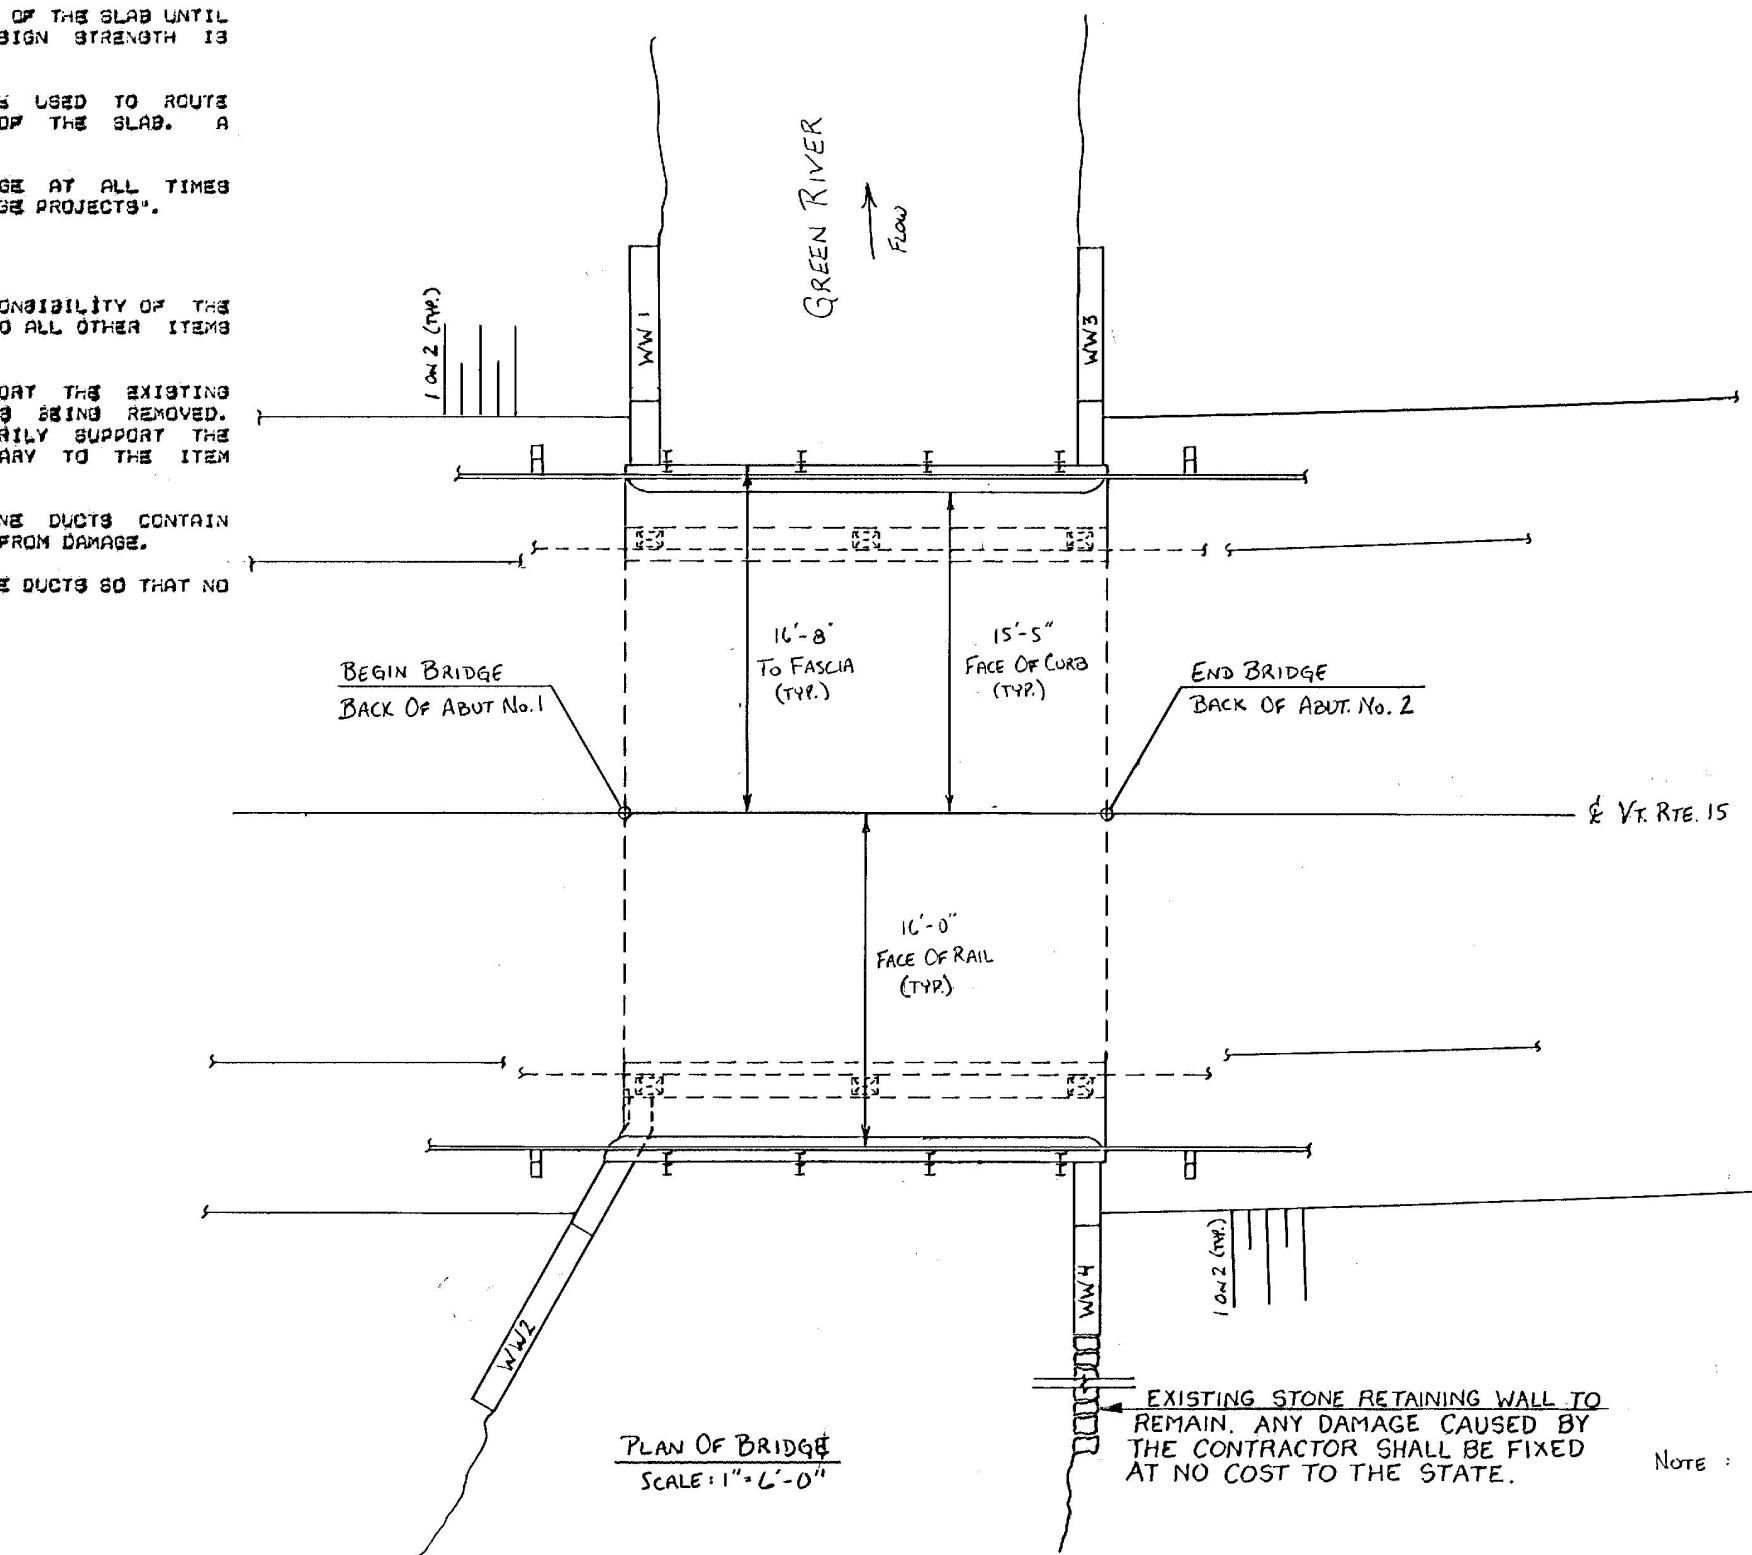 OF THE SLAB UNTIL
SIGN STRENGTH IS
USED TO ROUTE
OF THE SLAB. A
GE AT ALL TIMES
GE PROJECTS".
ONSIBILITY OF THE
O ALL OTHER ITEMS
ORT THE EXISTING
S BEING REMOVED.
RILY SUPPORT THE
ARY TO THE ITEM
NE DUCTS CONTAIN
FROM DAMAGE.
E DUCTS SO THAT NO
GREEN RIVER
FLOW
WW1
WW3
1 ON 2 (TYP.)
16'-8"
TO FASCIA
(TYP.)
15'-5"
FACE OF CURB
(TYP.)
BEGIN BRIDGE
BACK OF ABUT No.1
END BRIDGE
BACK OF ABUT. No. 2
℄ VT. RTE. 15
16'-0"
FACE OF RAIL
(TYP.)
WW2
WW4
1 ON 2 (TYP.)
PLAN OF BRIDGE
SCALE: 1"=6'-0"
EXISTING STONE RETAINING WALL TO
REMAIN. ANY DAMAGE CAUSED BY
THE CONTRACTOR SHALL BE FIXED
AT NO COST TO THE STATE.
NOTE :